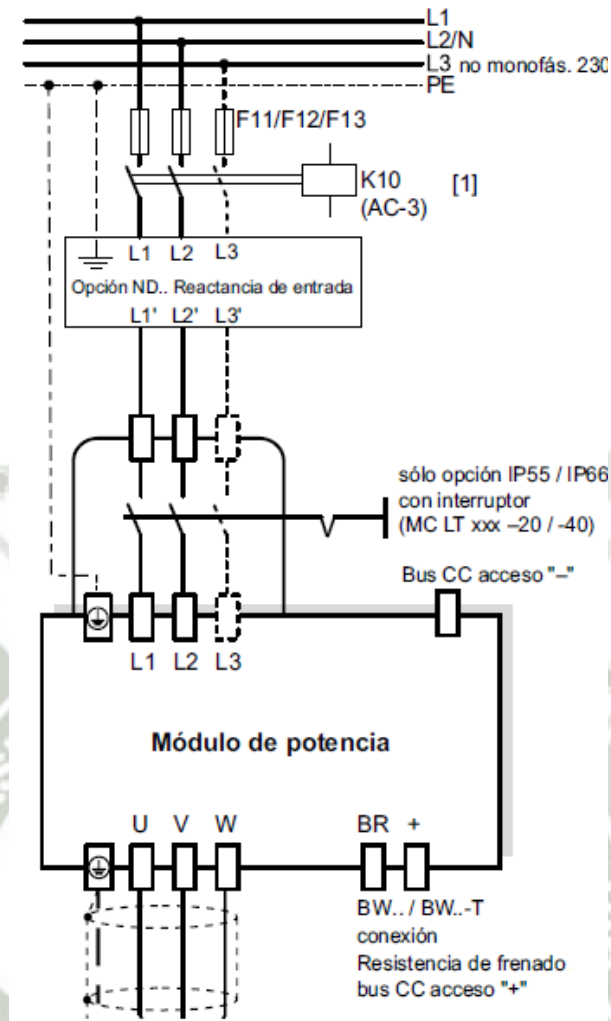 L1
L2/N
L3 no monofás. 230
PE
F11/F12/F13
K10
(AC-3)
[1]
L1 L2 L3
Opción ND.. Reactancia de entrada
L1' L2' L3'
sólo opción IP55 / IP66
con interruptor
(MC LT xxx –20 / -40)
Bus CC acceso "–"
L1 L2 L3
Módulo de potencia
U V W
BR +
BW.. / BW..-T
conexión
Resistencia de frenado
bus CC acceso "+"